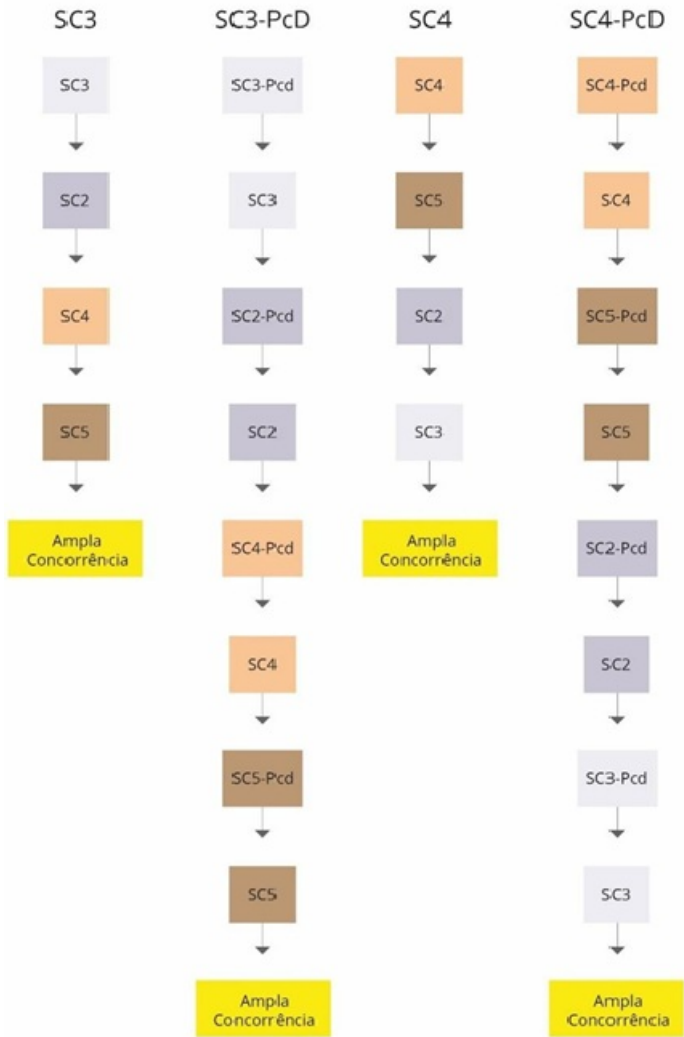 SC3
SC3-PcD
SC4
SC4-PcD
SC3
SC2
SC4
SC5
Ampla
Concorrência
SC3-Pcd
SC3
SC2-Pcd
SC2
SC4-Pcd
SC4
SC5-Pcd
SC5
Ampla
Concorrência
SC4
SC5
SC2
SC3
Ampla
Concorrência
SC4-Pcd
SC4
SC5-Pcd
SC5
SC2-Pcd
SC2
SC3-Pcd
SC3
Ampla
Concorrência